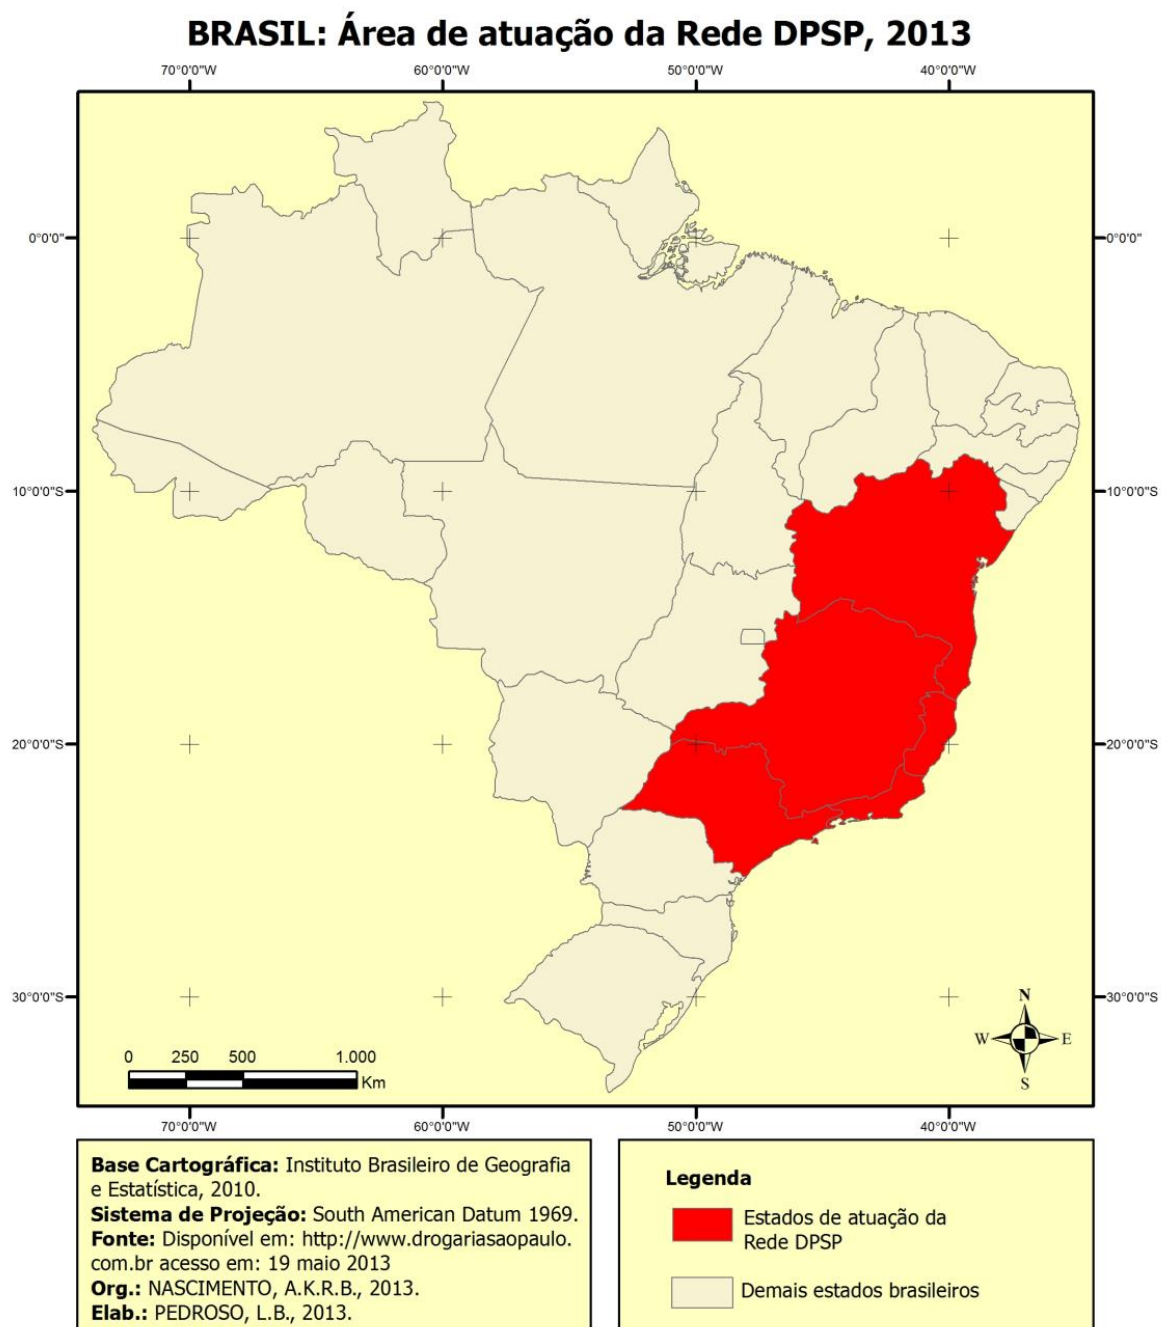 BRASIL: Área de atuação da Rede DPSP, 2013
70°0'0"W 60°0'0"W 50°0'0"W 40°0'0"W
0°0'0" 0°0'0"
10°0'0"S 10°0'0"S
20°0'0"S 20°0'0"S
30°0'0"S 30°0'0"S
N
W E
S
0 250 500 1.000
Km
70°0'0"W 60°0'0"W 50°0'0"W 40°0'0"W
Base Cartográfica: Instituto Brasileiro de Geografia
e Estatística, 2010.
Sistema de Projeção: South American Datum 1969.
Fonte: Disponível em: http://www.drogariasaopaulo.
com.br acesso em: 19 maio 2013
Org.: NASCIMENTO, A.K.R.B., 2013.
Elab.: PEDROSO, L.B., 2013.
Legenda
Estados de atuação da
Rede DPSP
Demais estados brasileiros